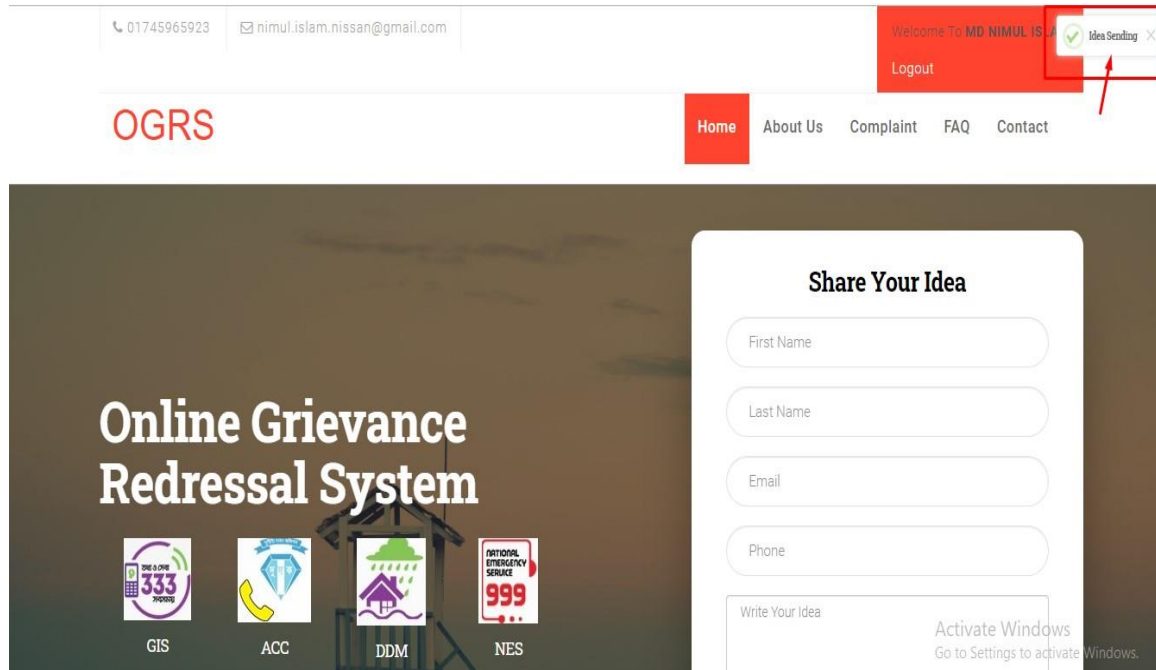 01745965923
nimul.islam.nissan@gmail.com
Welcome To MD NIMUL ISLA
Idea Sending
Logout
OGRS
Home
About Us
Complaint
FAQ
Contact
Share Your Idea
First Name
Last Name
Email
Phone
Write Your Idea
Online Grievance
Redressal System
333
NATIONAL
EMERGENCY
SERVICE
999
GIS
ACC
DDM
NES
Activate Windows
Go to Settings to activate Windows.